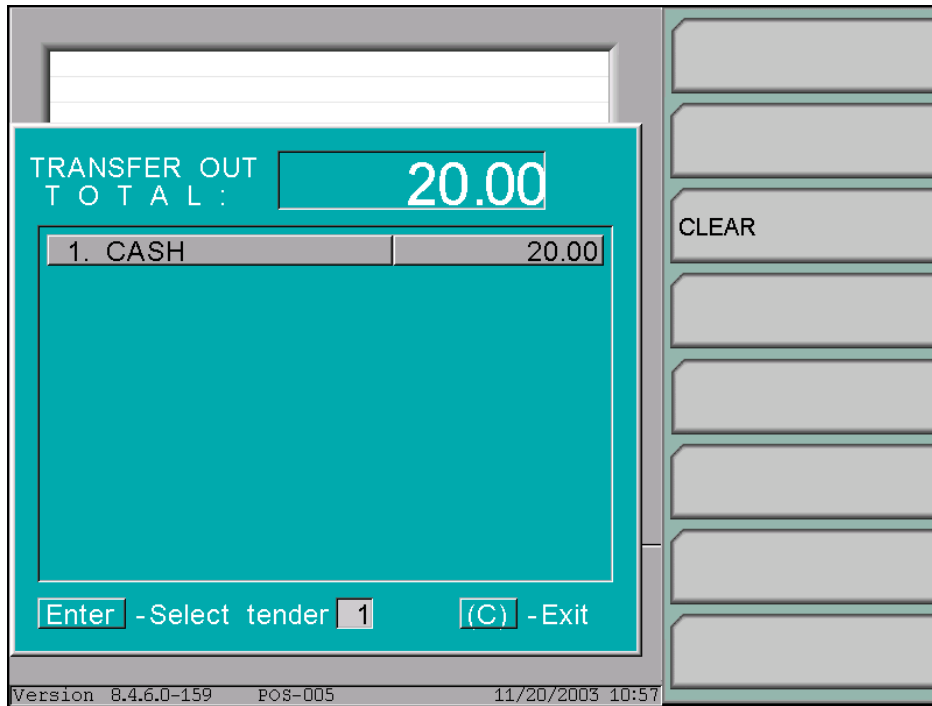 TRANSFER OUT
TOTAL: 20.00
1. CASH 20.00
Enter -Select tender 1 (C) -Exit
Version 8.4.6.0-159 POS-005 11/20/2003 10:57
CLEAR